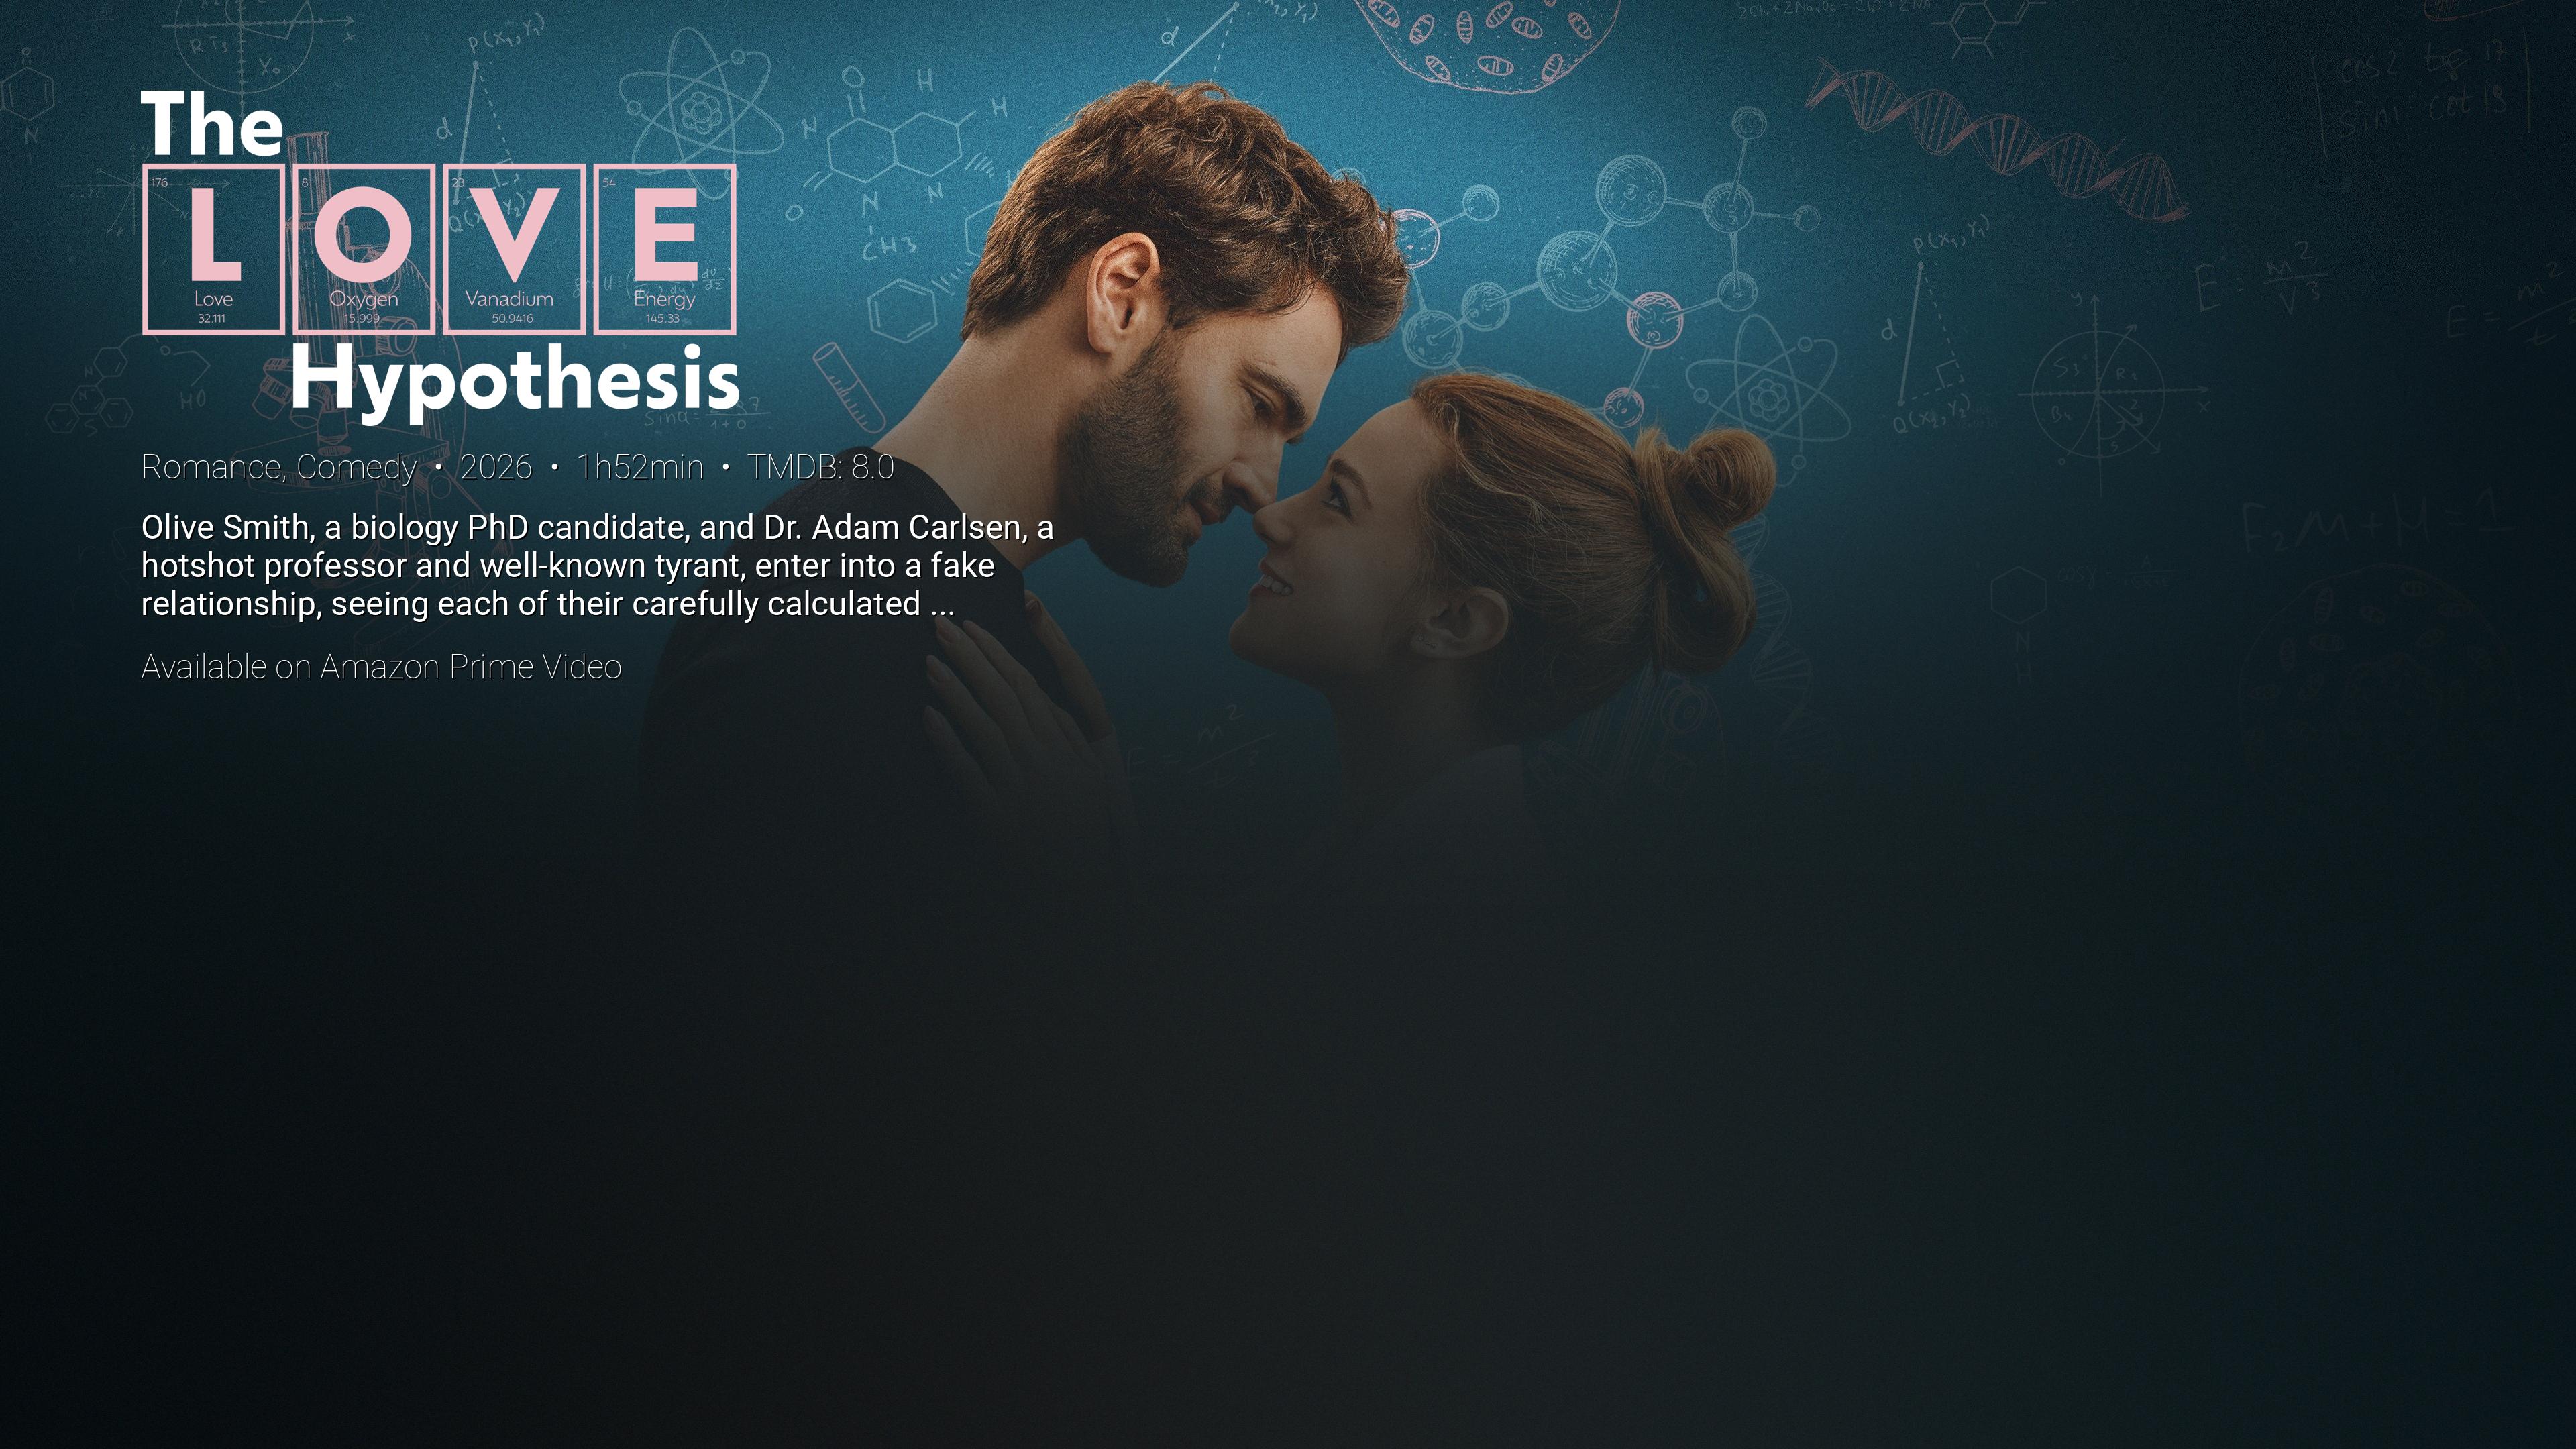 The
176 8 23 54
L O V E
Love Oxygen Vanadium Energy
32.111 15.999 50.9416 145.33
Hypothesis
Romance, Comedy • 2026 • 1h52min • TMDB: 8.0
Olive Smith, a biology PhD candidate, and Dr. Adam Carlsen, a
hotshot professor and well-known tyrant, enter into a fake
relationship, seeing each of their carefully calculated ...
Available on Amazon Prime Video